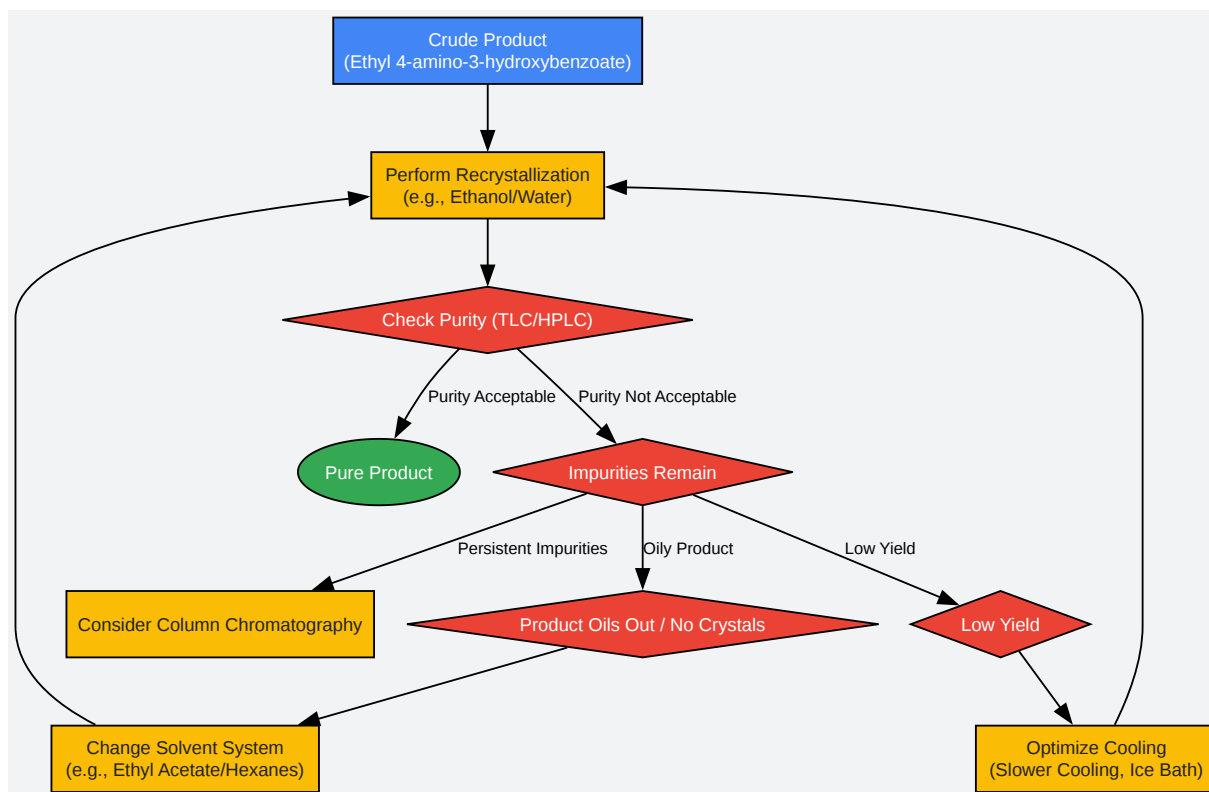 Crude Product
(Ethyl 4-amino-3-hydroxybenzoate)
Perform Recrystallization
(e.g., Ethanol/Water)
Check Purity (TLC/HPLC)
Purity Acceptable
Purity Not Acceptable
Pure Product
Impurities Remain
Persistent Impurities
Oily Product
Low Yield
Consider Column Chromatography
Product Oils Out / No Crystals
Low Yield
Change Solvent System
(e.g., Ethyl Acetate/Hexanes)
Optimize Cooling
(Slower Cooling, Ice Bath)